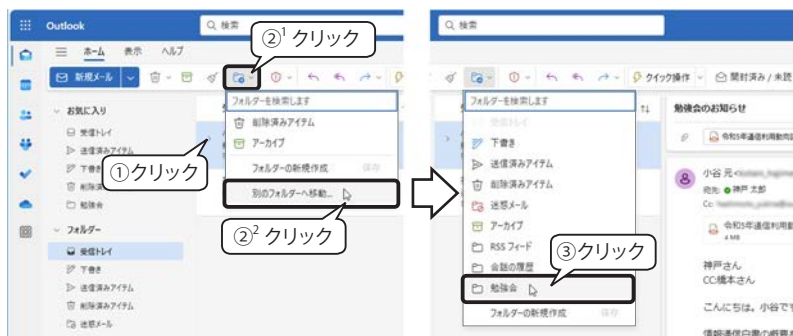 Outlook
検索
ホーム 表示 ヘルプ
新規メール
②¹ クリック
お気に入り
受信トレイ
送信済みアイテム
下書き
勉強会
①クリック
フォルダー
受信トレイ
下書き
送信済みアイテム
削除済みアイテム
迷惑メール
フォルダーを検索します
削除済みアイテム
アーカイブ
フォルダーの新規作成 保存
別のフォルダーへ移動...
②² クリック
検索
クイック操作
開封済み / 未読
フォルダーを検索します
受信トレイ
下書き
送信済みアイテム
削除済みアイテム
迷惑メール
アーカイブ
RSS フィード
会話の履歴
勉強会
フォルダーの新規作成 保存
③クリック
勉強会のお知らせ
小谷 元
宛先: 神戸 太郎
Cc:
4 MB
神戸さん
CC:橋本さん
こんにちは。小谷です